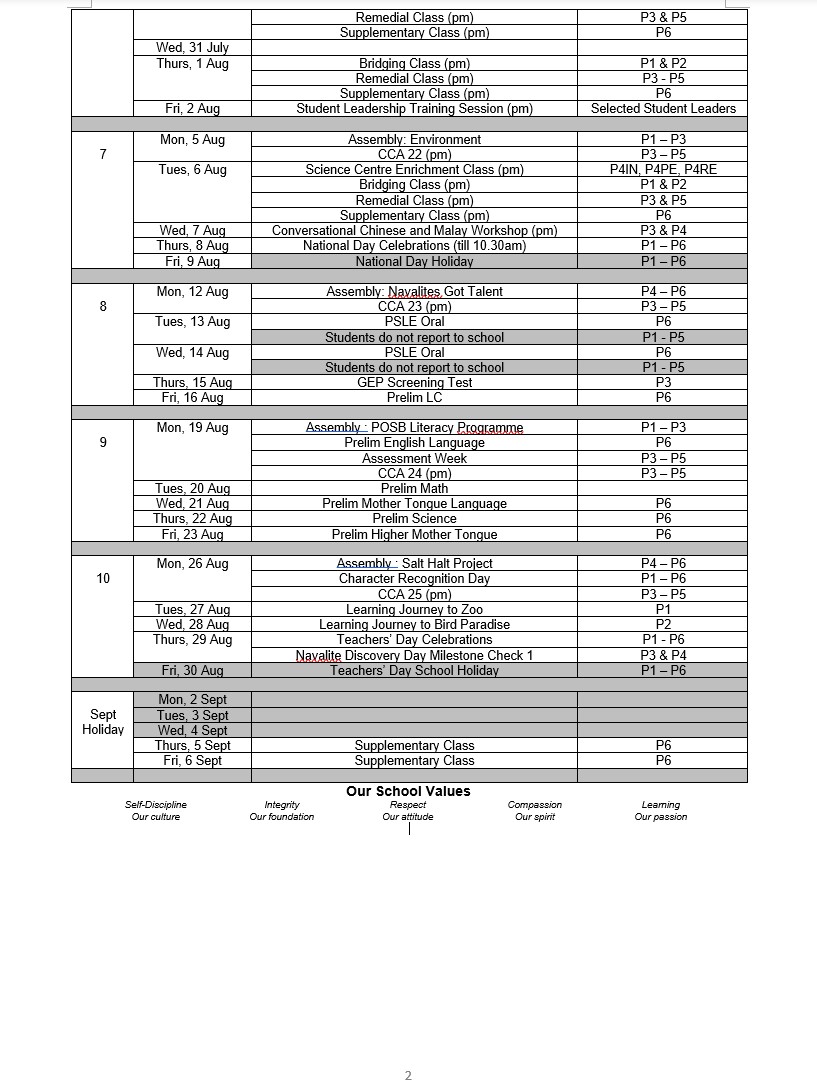 Remedial Class (pm) P3 & P5
Supplementary Class (pm) P6
Wed, 31 July
Thurs, 1 Aug Bridging Class (pm) P1 & P2
Remedial Class (pm) P3 - P5
Supplementary Class (pm) P6
Fri, 2 Aug Student Leadership Training Session (pm) Selected Student Leaders
Mon, 5 Aug Assembly: Environment P1 – P3
7 CCA 22 (pm) P3 – P5
Tues, 6 Aug Science Centre Enrichment Class (pm) P4IN, P4PE, P4RE
Bridging Class (pm) P1 & P2
Remedial Class (pm) P3 & P5
Supplementary Class (pm) P6
Wed, 7 Aug Conversational Chinese and Malay Workshop (pm) P3 & P4
Thurs, 8 Aug National Day Celebrations (till 10.30am) P1 – P6
Fri, 9 Aug National Day Holiday P1 – P6
Mon, 12 Aug Assembly: Navalites Got Talent P4 – P6
8 CCA 23 (pm) P3 – P5
Tues, 13 Aug PSLE Oral P6
Students do not report to school P1 - P5
Wed, 14 Aug PSLE Oral P6
Students do not report to school P1 - P5
Thurs, 15 Aug GEP Screening Test P3
Fri, 16 Aug Prelim LC P6
Mon, 19 Aug Assembly : POSB Literacy Programme P1 – P3
9 Prelim English Language P6
Assessment Week P3 – P5
CCA 24 (pm) P3 – P5
Tues, 20 Aug Prelim Math
Wed, 21 Aug Prelim Mother Tongue Language P6
Thurs, 22 Aug Prelim Science P6
Fri, 23 Aug Prelim Higher Mother Tongue P6
Mon, 26 Aug Assembly : Salt Halt Project P4 – P6
10 Character Recognition Day P1 – P6
CCA 25 (pm) P3 – P5
Tues, 27 Aug Learning Journey to Zoo P1
Wed, 28 Aug Learning Journey to Bird Paradise P2
Thurs, 29 Aug Teachers’ Day Celebrations P1 - P6
Navalite Discovery Day Milestone Check 1 P3 & P4
Fri, 30 Aug Teachers’ Day School Holiday P1 – P6
Mon, 2 Sept
Sept Tues, 3 Sept
Holiday Wed, 4 Sept
Thurs, 5 Sept Supplementary Class P6
Fri, 6 Sept Supplementary Class P6
Our School Values
Self-Discipline Integrity Respect Compassion Learning
Our culture Our foundation Our attitude Our spirit Our passion
2